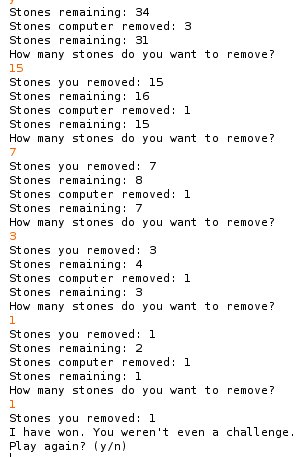 Stones remaining: 34
Stones computer removed: 3
Stones remaining: 31
How many stones do you want to remove?
15
Stones you removed: 15
Stones remaining: 16
Stones computer removed: 1
Stones remaining: 15
How many stones do you want to remove?
7
Stones you removed: 7
Stones remaining: 8
Stones computer removed: 1
Stones remaining: 7
How many stones do you want to remove?
3
Stones you removed: 3
Stones remaining: 4
Stones computer removed: 1
Stones remaining: 3
How many stones do you want to remove?
1
Stones you removed: 1
Stones remaining: 2
Stones computer removed: 1
Stones remaining: 1
How many stones do you want to remove?
1
Stones you removed: 1
I have won. You weren't even a challenge.
Play again? (y/n)